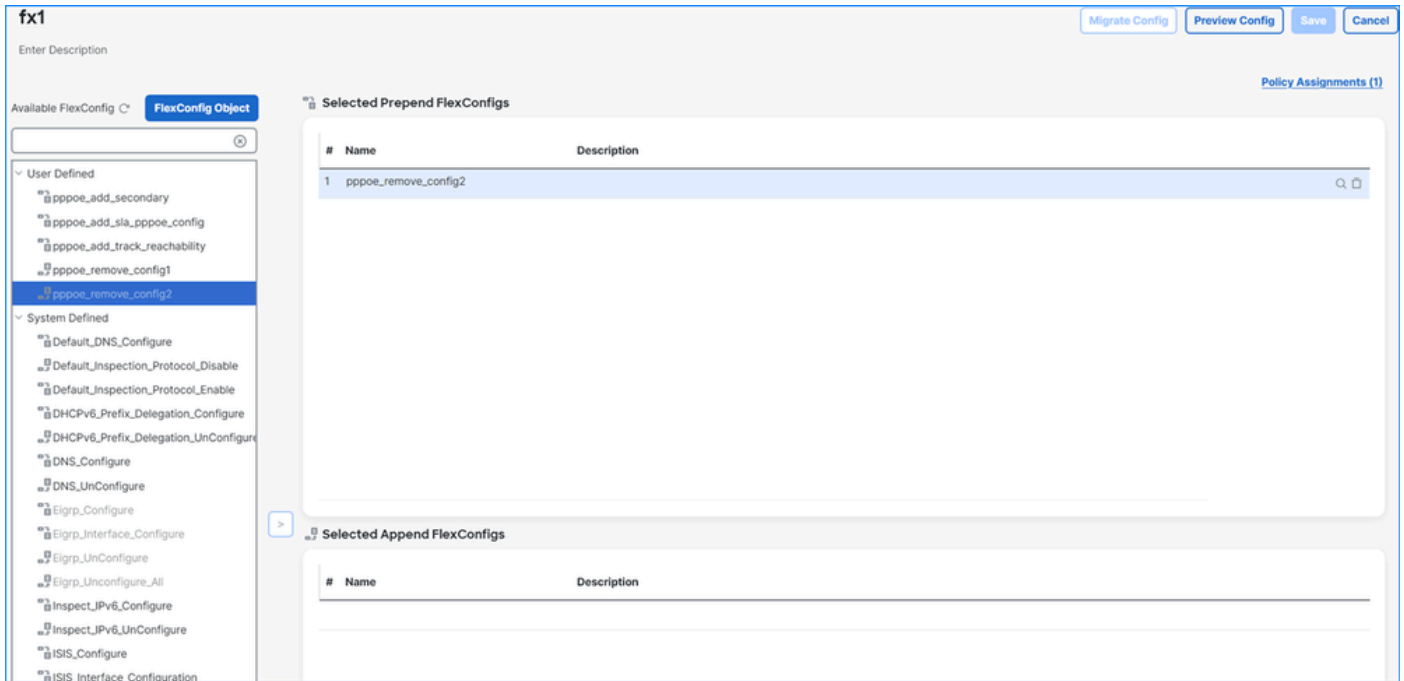 fx1
Migrate Config Preview Config Save Cancel
Enter Description
Policy Assignments (1)
Available FlexConfig FlexConfig Object
User Defined
pppoe_add_secondary
pppoe_add_sla_pppoe_config
pppoe_add_track_reachability
pppoe_remove_config1
pppoe_remove_config2
System Defined
Default_DNS_Configure
Default_Inspection_Protocol_Disable
Default_Inspection_Protocol_Enable
DHCPv6_Prefix_Delegation_Configure
DHCPv6_Prefix_Delegation_UnConfigure
DNS_Configure
DNS_UnConfigure
Eigrp_Configure
Eigrp_Interface_Configure
Eigrp_UnConfigure
Eigrp_Unconfigure_All
Inspect_IPv6_Configure
Inspect_IPv6_UnConfigure
ISIS_Configure
ISIS_Interface_Configuration
>
Selected Prepend FlexConfigs
# Name Description
1 pppoe_remove_config2
Selected Append FlexConfigs
# Name Description